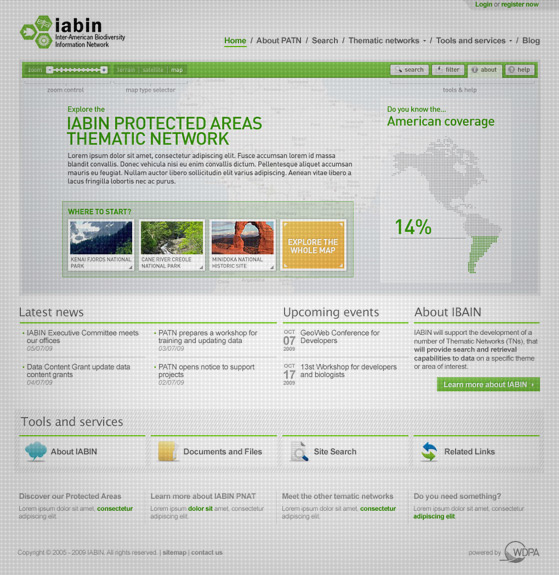 Login or register now
iabin
Inter-American Biodiversity
Information Network
Home / About PATN / Search / Thematic networks / Tools and services / Blog
zoom
terrain | satellite | map
search filter about help
zoom control map type selector tools & help
Explore the
IABIN PROTECTED AREAS
THEMATIC NETWORK
Lorem ipsum dolor sit amet, consectetur adipiscing elit. Fusce accumsan lorem id massa
blandit convallis. Donec vehicula nisi eu enim convallis dictum. Pellentesque aliquet accumsan
mauris eu feugiat. Nullam auctor libero sollicitudin elit varius adipiscing. Aenean vitae libero a
lacus fringilla lobortis nec ac purus.
Do you know the...
American coverage
14%
WHERE TO START?
KENAI FJORDS NATIONAL
PARK
CANE RIVER CREOLE
NATIONAL PARK
MINIDOKA NATIONAL
HISTORIC SITE
EXPLORE THE
WHOLE MAP
Latest news
· IABIN Executive Committee meets
our offices
05/07/09
· PATN prepares a workshop for
training and updating data
03/07/09
· Data Content Grant update data
content grants
04/07/09
· PATN opens notice to support
projects
02/07/09
Upcoming events
OCT
07
2009
GeoWeb Conference for
Developers
OCT
17
2009
13st Workshop for developers
and biologists
About IBAIN
IABIN will support the development of a
number of Thematic Networks (TNs), that
will provide search and retrieval
capabilities to data on a specific theme
or area of interest.
Learn more about IABIN
Tools and services
About IABIN
Documents and Files
Site Search
Related Links
Discover our Protected Areas
Lorem ipsum dolor sit amet, consectetur
adipiscing elit.
Learn more about IABIN PNAT
Lorem ipsum dolor sit amet, consectetur
adipiscing elit.
Meet the other tematic networks
Lorem ipsum dolor sit amet, consectetur
adipiscing elit.
Do you need something?
Lorem ipsum dolor sit amet, consectetur
adipiscing elit.
Copyright © 2005 - 2009 IABIN. All rights reserved. | sitemap | contact us
powered by WDPA